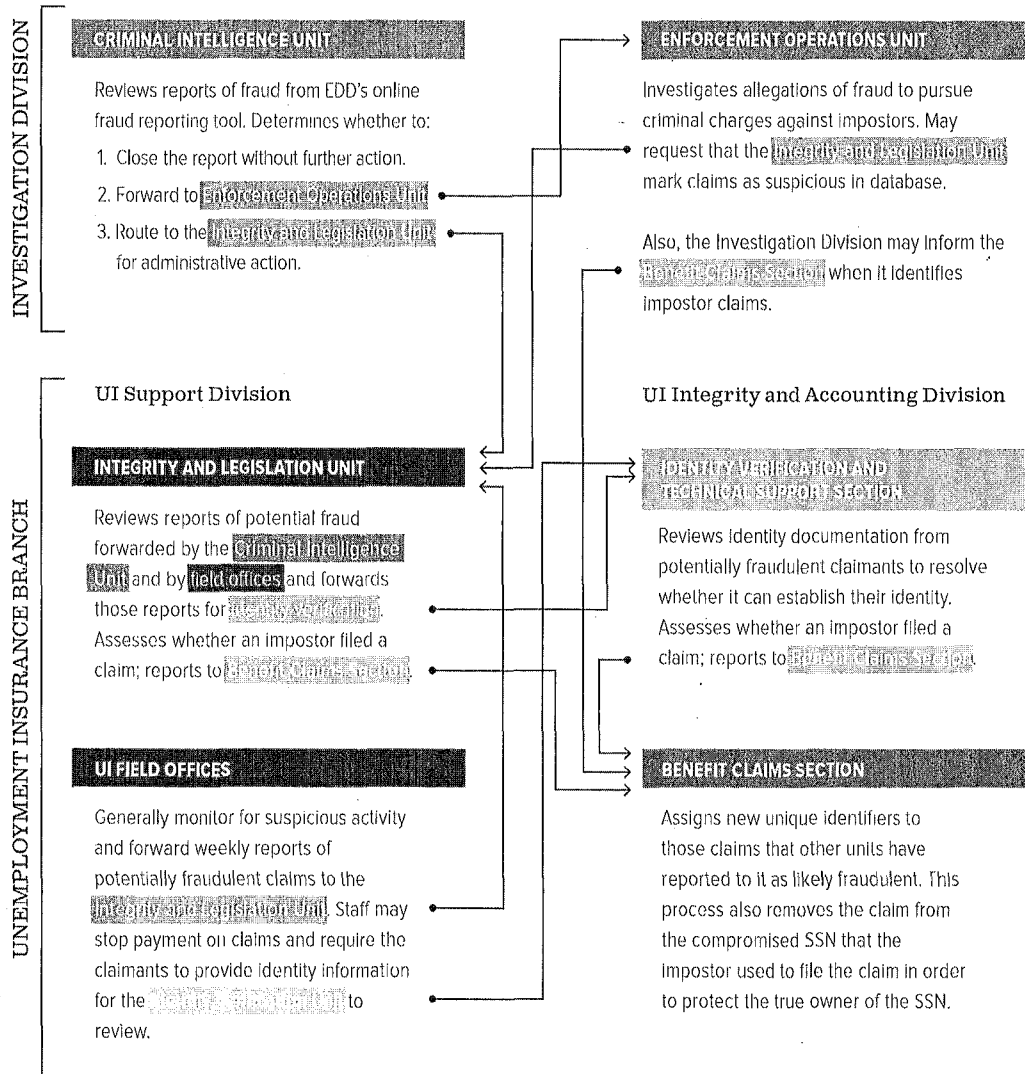 INVESTIGATION DIVISION
CRIMINAL INTELLIGENCE UNIT
Reviews reports of fraud from EDD's online
fraud reporting tool. Determines whether to:
1. Close the report without further action.
2. Forward to Enforcement Operations Unit
3. Route to the Integrity and Legislation Unit
for administrative action.
ENFORCEMENT OPERATIONS UNIT
Investigates allegations of fraud to pursue
criminal charges against impostors. May
request that the Integrity and Legislation Unit
mark claims as suspicious in database.
Also, the Investigation Division may inform the
Benefit Claims Section when it identifies
impostor claims.
UNEMPLOYMENT INSURANCE BRANCH
UI Support Division
INTEGRITY AND LEGISLATION UNIT
Reviews reports of potential fraud
forwarded by the Criminal Intelligence
Unit and by field offices and forwards
those reports for identity verification.
Assesses whether an impostor filed a
claim; reports to Benefit Claims Section.
UI FIELD OFFICES
Generally monitor for suspicious activity
and forward weekly reports of
potentially fraudulent claims to the
Integrity and Legislation Unit. Staff may
stop payment on claims and require the
claimants to provide identity information
for the to
review.
UI Integrity and Accounting Division
IDENTITY VERIFICATION AND
TECHNICAL SUPPORT SECTION
Reviews identity documentation from
potentially fraudulent claimants to resolve
whether it can establish their identity.
Assesses whether an impostor filed a
claim; reports to Benefit Claims Section.
BENEFIT CLAIMS SECTION
Assigns new unique identifiers to
those claims that other units have
reported to it as likely fraudulent. This
process also removes the claim from
the compromised SSN that the
impostor used to file the claim in order
to protect the true owner of the SSN.